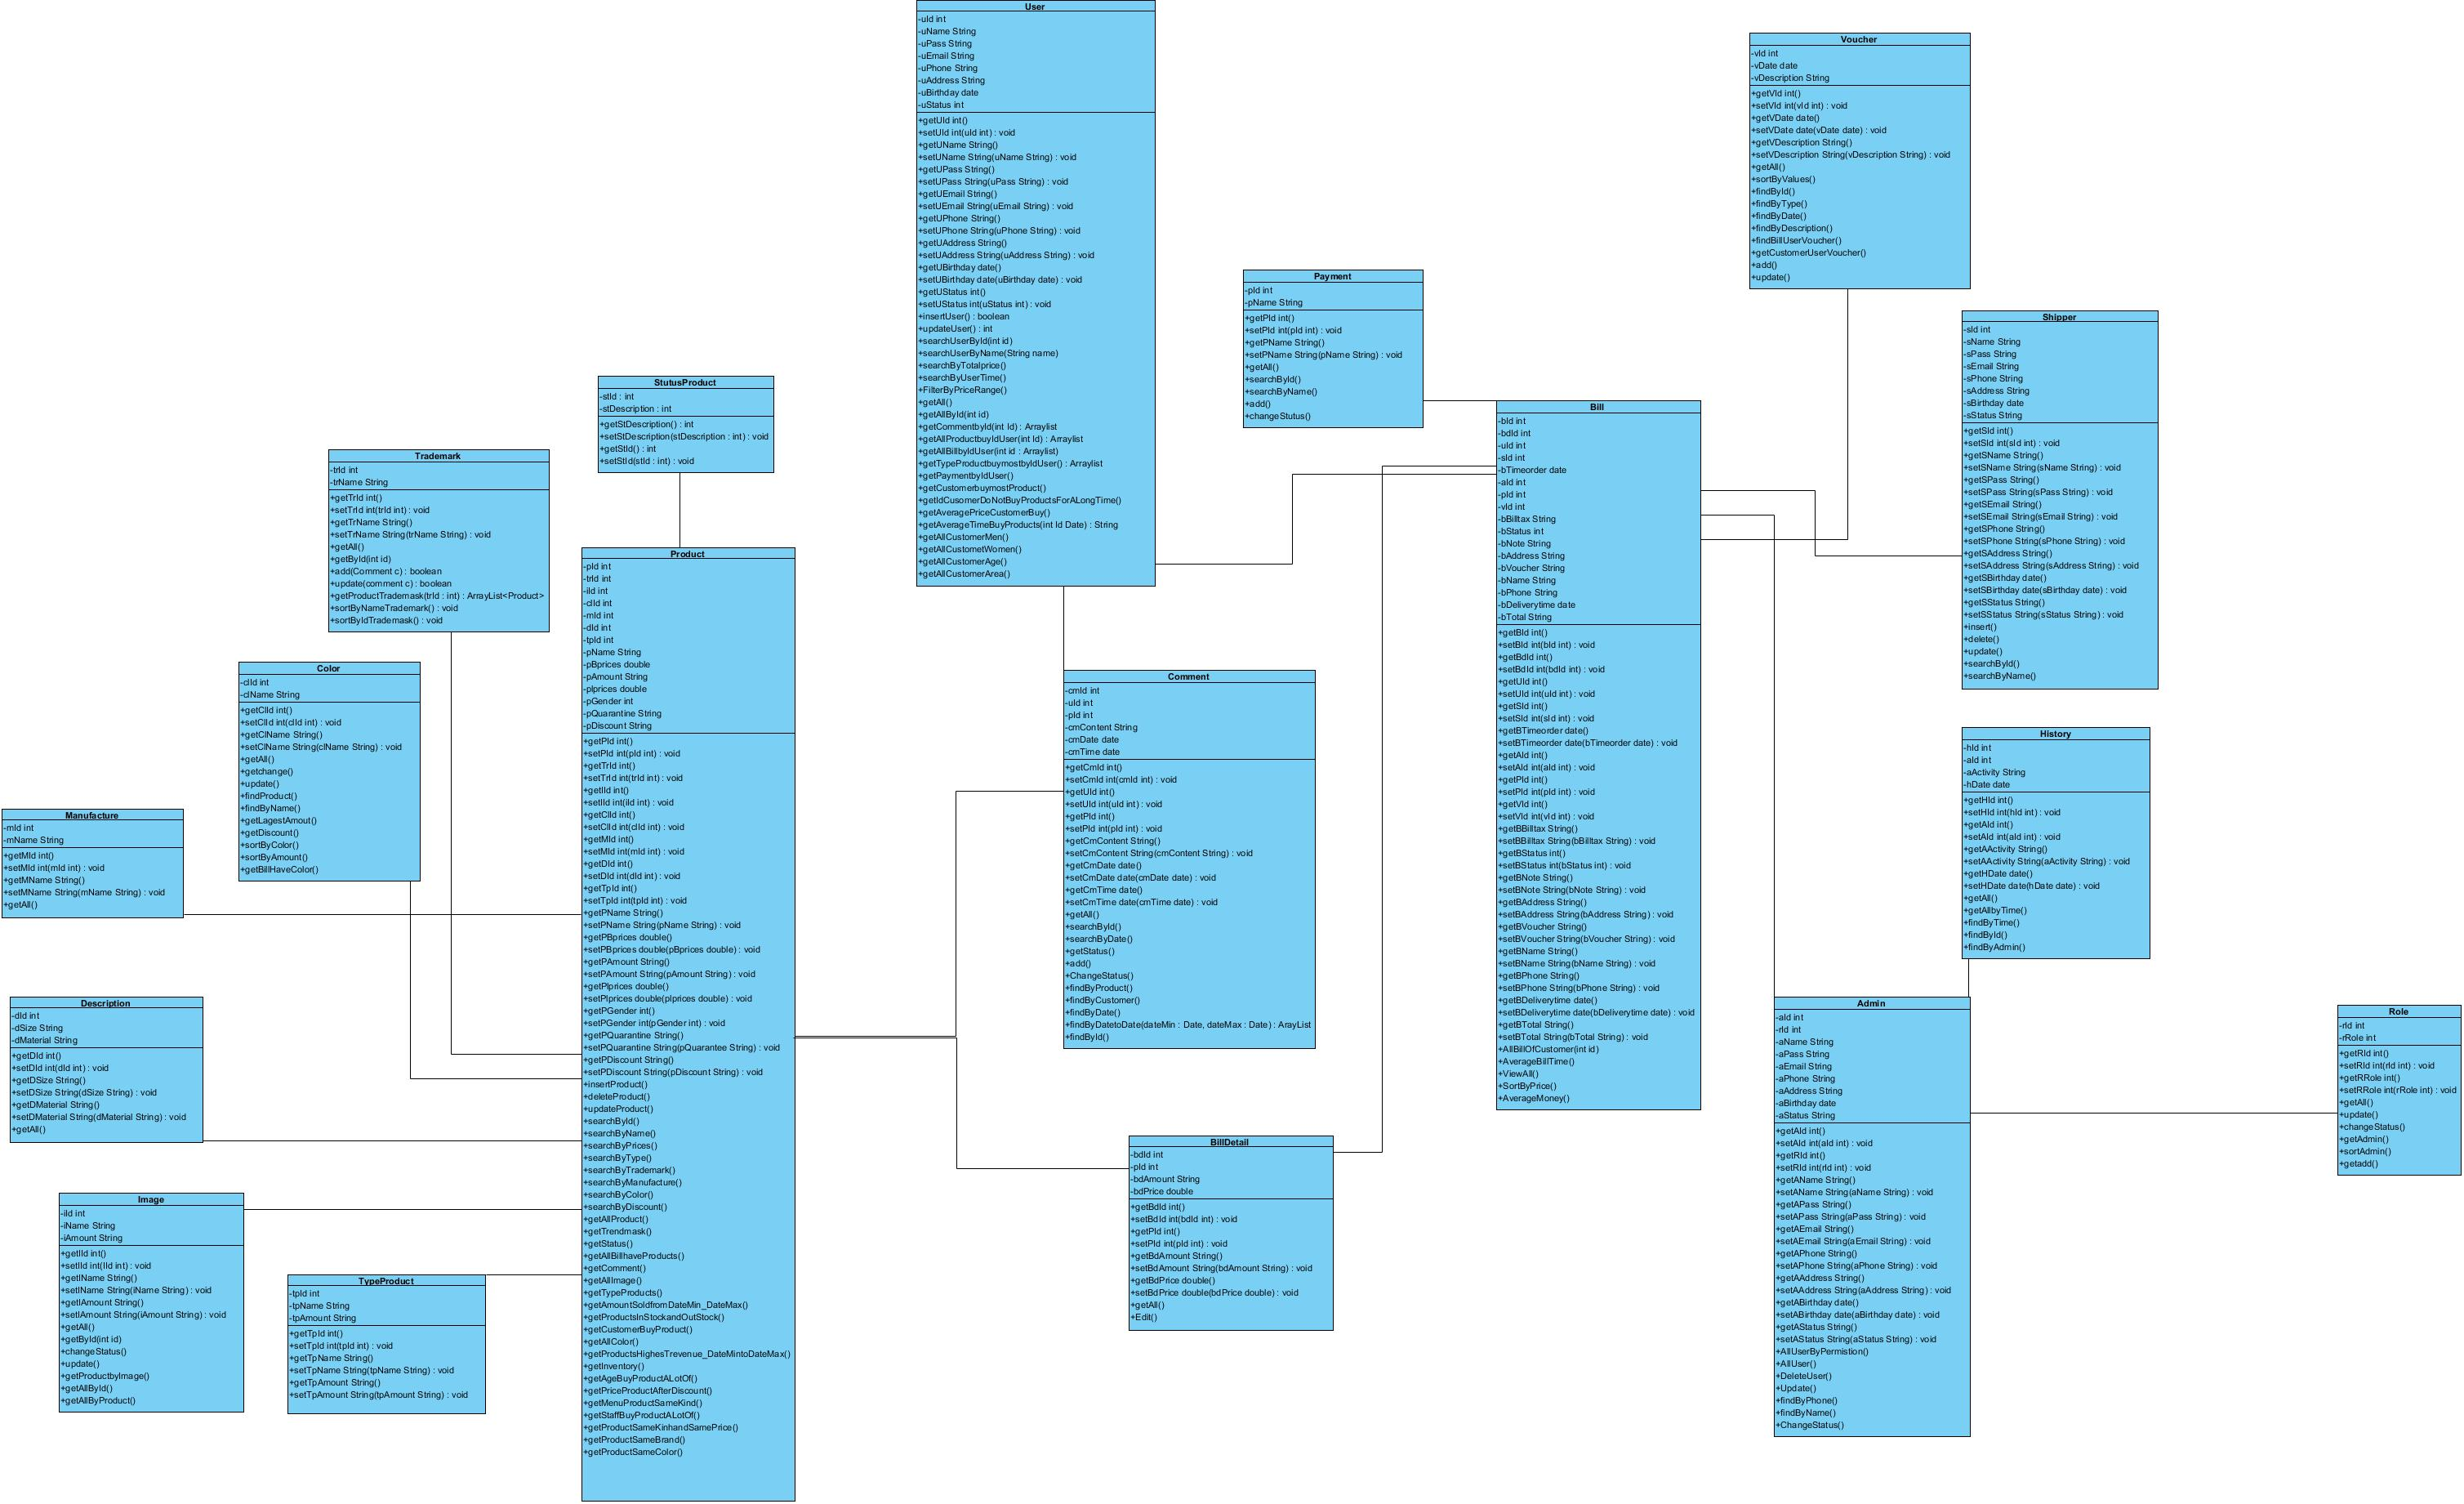 User
-uId int
-uName String
-uPass String
-uEmail String
-uPhone String
-uAddress String
-uBirthday date
-uStatus int
+getUId int()
+setUId int(uId int) : void
+getUName String()
+setUName String(uName String) : void
+getUPass String()
+setUPass String(uPass String) : void
+getUEmail String()
+setUEmail String(uEmail String) : void
+getUPhone String()
+setUPhone String(uPhone String) : void
+getUAddress String()
+setUAddress String(uAddress String) : void
+getUBirthday date()
+setUBirthday date(uBirthday date) : void
+getUStatus int()
+setUStatus int(uStatus int) : void
+insertUser() : boolean
+updateUser() : int
+searchUserById(int id)
+searchUserByName(String name)
+searchByTotalprice()
+searchByUserTime()
+FilterByPriceRange()
+getAll()
+getAllById(int id)
+getCommentbyId(int Id) : Arraylist
+getAllProductbuyIdUser(int Id) : Arraylist
+getAllBillbyIdUser(int id : Arraylist)
+getTypeProductbuymostbyIdUser() : Arraylist
+getPaymentbyIdUser()
+getCustomerbuymostProduct()
+getIdCusomerDoNotBuyProductsForALongTime()
+getAveragePriceCustomerBuy()
+getAverageTimeBuyProducts(int Id Date) : String
+getAllCustomerMen()
+getAllCustometWomen()
+getAllCustomerAge()
+getAllCustomerArea()
Voucher
-vId int
-vDate date
-vDescription String
+getVId int()
+setVId int(vId int) : void
+getVDate date()
+setVDate date(vDate date) : void
+getVDescription String()
+setVDescription String(vDescription String) : void
+getAll()
+sortByValues()
+findById()
+findByType()
+findByDate()
+findByDescription()
+findBillUserVoucher()
+getCustomerUserVoucher()
+add()
+update()
Payment
-pId int
-pName String
+getPId int()
+setPId int(pId int) : void
+getPName String()
+setPName String(pName String) : void
+getAll()
+searchById()
+searchByName()
+add()
+changeStutus()
Shipper
-sId int
-sName String
-sPass String
-sEmail String
-sPhone String
-sAddress String
-sBirthday date
-sStatus String
+getSId int()
+setSId int(sId int) : void
+getSName String()
+setSName String(sName String) : void
+getSPass String()
+setSPass String(sPass String) : void
+getSEmail String()
+setSEmail String(sEmail String) : void
+getSPhone String()
+setSPhone String(sPhone String) : void
+getSAddress String()
+setSAddress String(sAddress String) : void
+getSBirthday date()
+setSBirthday date(sBirthday date) : void
+getSStatus String()
+setSStatus String(sStatus String) : void
+insert()
+delete()
+update()
+searchById()
+searchByName()
StutusProduct
-stId : int
-stDescription : int
+getStDescription() : int
+setStDescription(stDescription : int) : void
+getStId() : int
+setStId(stId : int) : void
Trademark
-trId int
-trName String
+getTrId int()
+setTrId int(trId int) : void
+getTrName String()
+setTrName String(trName String) : void
+getAll()
+getById(int id)
+add(Comment c) : boolean
+update(comment c) : boolean
+getProductTrademask(trId : int) : ArrayList<Product>
+sortByNameTrademark() : void
+sortByIdTrademask() : void
Bill
-bId int
-bdId int
-uId int
-sId int
-bTimeorder date
-aId int
-pId int
-vId int
-bBilltax String
-bStatus int
-bNote String
-bAddress String
-bVoucher String
-bName String
-bPhone String
-bDeliverytime date
-bTotal String
+getBId int()
+setBId int(bId int) : void
+getBdId int()
+setBdId int(bdId int) : void
+getUId int()
+setUId int(uId int) : void
+getSId int()
+setSId int(sId int) : void
+getBTimeorder date()
+setBTimeorder date(bTimeorder date) : void
+getAId int()
+setAId int(aId int) : void
+getPId int()
+setPId int(pId int) : void
+getVId int()
+setVId int(vId int) : void
+getBBilltax String()
+setBBilltax String(bBilltax String) : void
+getBStatus int()
+setBStatus int(bStatus int) : void
+getBNote String()
+setBNote String(bNote String) : void
+getBAddress String()
+setBAddress String(bAddress String) : void
+getBVoucher String()
+setBVoucher String(bVoucher String) : void
+getBName String()
+setBName String(bName String) : void
+getBPhone String()
+setBPhone String(bPhone String) : void
+getBDeliverytime date()
+setBDeliverytime date(bDeliverytime date) : void
+getBTotal String()
+setBTotal String(bTotal String) : void
+AllBillOfCustomer(int id)
+AverageBillTime()
+ViewAll()
+SortByPrice()
+AverageMoney()
Product
-pId int
-trId int
-iId int
-clId int
-mId int
-dId int
-tpId int
-pName String
-pBprices double
-pAmount String
-pIprices double
-pGender int
-pQuarantine String
-pDiscount String
+getPId int()
+setPId int(pId int) : void
+getTrId int()
+setTrId int(trId int) : void
+getIId int()
+setIId int(iId int) : void
+getClId int()
+setClId int(clId int) : void
+getMId int()
+setMId int(mId int) : void
+getDId int()
+setDId int(dId int) : void
+getTpId int()
+setTpId int(tpId int) : void
+getPName String()
+setPName String(pName String) : void
+getPBprices double()
+setPBprices double(pBprices double) : void
+getPAmount String()
+setPAmount String(pAmount String) : void
+getPIprices double()
+setPIprices double(pIprices double) : void
+getPGender int()
+setPGender int(pGender int) : void
+getPQuarantine String()
+setPQuarantine String(pQuarantee String) : void
+getPDiscount String()
+setPDiscount String(pDiscount String) : void
+insertProduct()
+deleteProduct()
+updateProduct()
+searchById()
+searchByName()
+searchByPrices()
+searchByType()
+searchByTrademark()
+searchByManufacture()
+searchByColor()
+searchByDiscount()
+getAllProduct()
+getTrendmask()
+getStatus()
+getAllBillhaveProducts()
+getComment()
+getAllImage()
+getTypeProducts()
+getAmountSoldfromDateMin_DateMax()
+getProductsInStockandOutStock()
+getCustomerBuyProduct()
+getAllColor()
+getProductsHighesTrevenue_DateMintoDateMax()
+getInventory()
+getAgeBuyProductALotOf()
+getPriceProductAfterDiscount()
+getMenuProductSameKind()
+getStaffBuyProductALotOf()
+getProductSameKinhandSamePrice()
+getProductSameBrand()
+getProductSameColor()
Color
-clId int
-clName String
+getClId int()
+setClId int(clId int) : void
+getClName String()
+setClName String(clName String) : void
+getAll()
+getchange()
+update()
+findProduct()
+findByName()
+getLagestAmout()
+getDiscount()
+sortByColor()
+sortByAmount()
+getBillHaveColor()
Comment
-cmId int
-uId int
-pId int
-cmContent String
-cmDate date
-cmTime date
+getCmId int()
+setCmId int(cmId int) : void
+getUId int()
+setUId int(uId int) : void
+getPId int()
+setPId int(pId int) : void
+getCmContent String()
+setCmContent String(cmContent String) : void
+getCmDate date()
+setCmDate date(cmDate date) : void
+getCmTime date()
+setCmTime date(cmTime date) : void
+getAll()
+searchById()
+searchByDate()
+getStatus()
+add()
+ChangeStatus()
+findByProduct()
+findByCustomer()
+findByDate()
+findByDatetoDate(dateMin : Date, dateMax : Date) : ArayList
+findById()
History
-hId int
-aId int
-aActivity String
-hDate date
+getHId int()
+setHId int(hId int) : void
+getAId int()
+setAId int(aId int) : void
+getAActivity String()
+setAActivity String(aActivity String) : void
+getHDate date()
+setHDate date(hDate date) : void
+getAll()
+getAllbyTime()
+findByTime()
+findById()
+findByAdmin()
Manufacture
-mId int
-mName String
+getMId int()
+setMId int(mId int) : void
+getMName String()
+setMName String(mName String) : void
+getAll()
Description
-dId int
-dSize String
-dMaterial String
+getDId int()
+setDId int(dId int) : void
+getDSize String()
+setDSize String(dSize String) : void
+getDMaterial String()
+setDMaterial String(dMaterial String) : void
+getAll()
Admin
-aId int
-rId int
-aName String
-aPass String
-aEmail String
-aPhone String
-aAddress String
-aBirthday date
-aStatus String
+getAId int()
+setAId int(aId int) : void
+getRId int()
+setRId int(rId int) : void
+getAName String()
+setAName String(aName String) : void
+getAPass String()
+setAPass String(aPass String) : void
+getAEmail String()
+setAEmail String(aEmail String) : void
+getAPhone String()
+setAPhone String(aPhone String) : void
+getAAddress String()
+setAAddress String(aAddress String) : void
+getABirthday date()
+setABirthday date(aBirthday date) : void
+getAStatus String()
+setAStatus String(aStatus String) : void
+AllUserByPermistion()
+AllUser()
+DeleteUser()
+Update()
+findByPhone()
+findByName()
+ChangeStatus()
Role
-rId int
-rRole int
+getRId int()
+setRId int(rId int) : void
+getRRole int()
+setRRole int(rRole int) : void
+getAll()
+update()
+changeStatus()
+getAdmin()
+sortAdmin()
+getadd()
BillDetail
-bdId int
-pId int
-bdAmount String
-bdPrice double
+getBdId int()
+setBdId int(bdId int) : void
+getPId int()
+setPId int(pId int) : void
+getBdAmount String()
+setBdAmount String(bdAmount String) : void
+getBdPrice double()
+setBdPrice double(bdPrice double) : void
+getAll()
+Edit()
Image
-iId int
-iName String
-iAmount String
+getIId int()
+setIId int(IId int) : void
+getIName String()
+setIName String(iName String) : void
+getIAmount String()
+setIAmount String(iAmount String) : void
+getAll()
+getById(int id)
+changeStatus()
+update()
+getProductbyImage()
+getAllById()
+getAllByProduct()
TypeProduct
-tpId int
-tpName String
-tpAmount String
+getTpId int()
+setTpId int(tpId int) : void
+getTpName String()
+setTpName String(tpName String) : void
+getTpAmount String()
+setTpAmount String(tpAmount String) : void